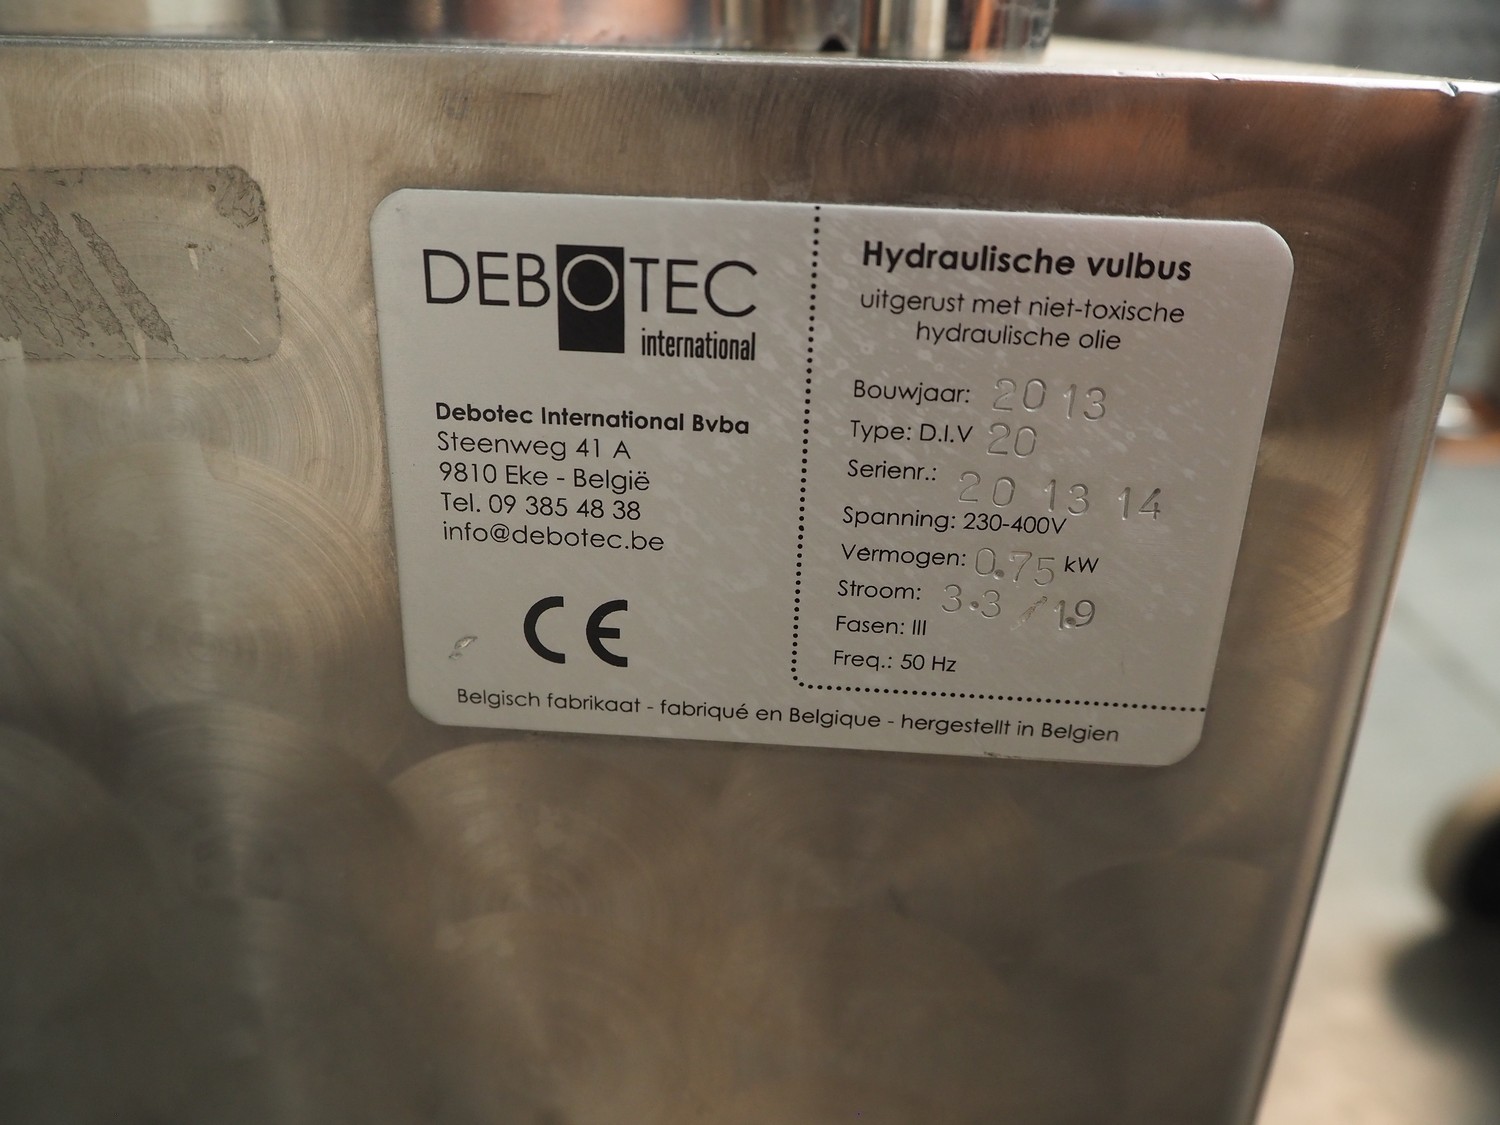 DEBOTEC
international
Debotec International Bvba
Steenweg 41 A
9810 Eke - België
Tel. 09 385 48 38
info@debotec.be
CE
Hydraulische vulbus
uitgerust met niet-toxische
hydraulische olie
Bouwjaar: 2013
Type: D.I.V 20
Serienr.: 20 13 14
Spanning: 230-400V
Vermogen: 0.75 kW
Stroom: 3.3 / 1.9
Fasen: III
Freq.: 50 Hz
Belgisch fabrikaat - fabriqué en Belgique - hergestellt in Belgien